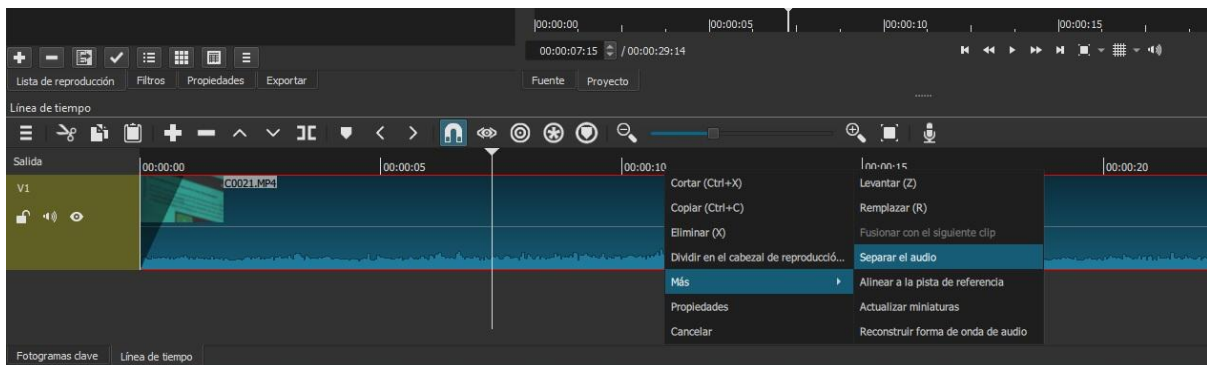 00:00:00 00:00:05 00:00:10 00:00:15
00:00:07:15 / 00:00:29:14
Lista de reproducción Filtros Propiedades Exportar Fuente Proyecto
Línea de tiempo
Salida 00:00:00 00:00:05 00:00:10 00:00:15 00:00:20
V1 C0021.MP4
Cortar (Ctrl+X) Levantar (Z)
Copiar (Ctrl+C) Remplazar (R)
Eliminar (X) Fusionar con el siguiente clip
Dividir en el cabezal de reproducció... Separar el audio
Más Alinear a la pista de referencia
Propiedades Actualizar miniaturas
Cancelar Reconstruir forma de onda de audio
Fotogramas clave Línea de tiempo